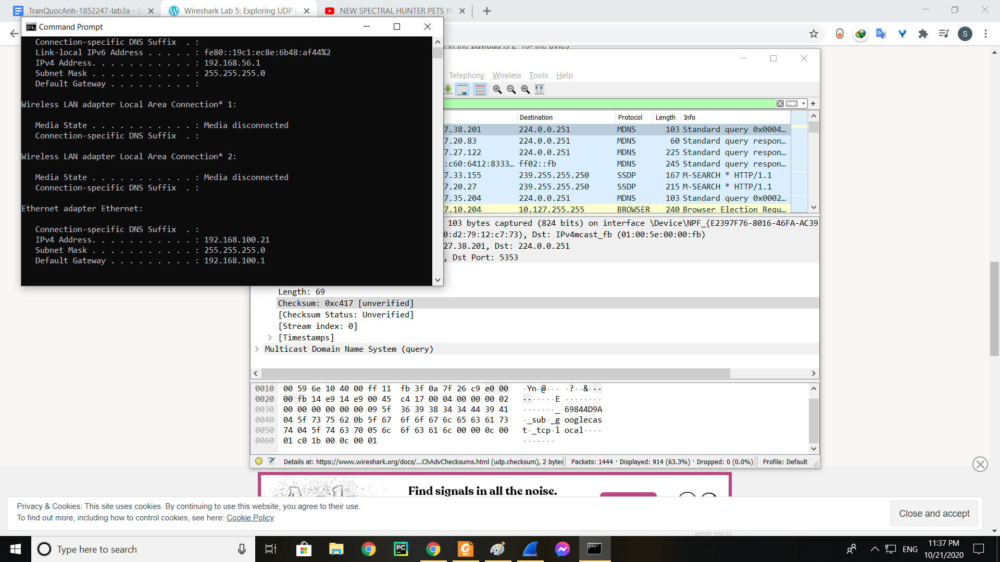 TranQuocAnh-1852247-lab3a - G
Wireshark Lab 5: Exploring UDP |
NEW SPECTRAL HUNTER PETS IN
Command Prompt
S
Connection-specific DNS Suffix . :
Link-local IPv6 Address . . . . . : fe80::19c1:ec8e:6b48:af44%2
IPv4 Address. . . . . . . . . . . : 192.168.56.1
Subnet Mask . . . . . . . . . . . : 255.255.255.0
Default Gateway . . . . . . . . . :
Wireless LAN adapter Local Area Connection* 1:
Media State . . . . . . . . . . . : Media disconnected
Connection-specific DNS Suffix . :
Wireless LAN adapter Local Area Connection* 2:
Media State . . . . . . . . . . . : Media disconnected
Connection-specific DNS Suffix . :
Ethernet adapter Ethernet:
Connection-specific DNS Suffix . :
IPv4 Address. . . . . . . . . . . : 192.168.100.21
Subnet Mask . . . . . . . . . . . : 255.255.255.0
Default Gateway . . . . . . . . . : 192.168.100.1
in the payload is 2^16- the bytes
Telephony Wireless Tools Help
Destination Protocol Length Info
7.38.201 224.0.0.251 MDNS 103 Standard query 0x0004…
7.20.83 224.0.0.251 MDNS 60 Standard query respon…
7.27.122 224.0.0.251 MDNS 225 Standard query respon…
:c60:6412:8333… ff02::fb MDNS 245 Standard query respon…
7.33.155 239.255.255.250 SSDP 167 M-SEARCH * HTTP/1.1
7.20.27 239.255.255.250 SSDP 215 M-SEARCH * HTTP/1.1
7.35.204 224.0.0.251 MDNS 103 Standard query 0x0002…
7.10.204 10.127.255.255 BROWSER 240 Browser Election Requ…
103 bytes captured (824 bits) on interface \Device\NPF_{E2397F76-8016-46FA-AC39
0:d2:79:12:c7:73), Dst: IPv4mcast_fb (01:00:5e:00:00:fb)
27.38.201, Dst: 224.0.0.251
, Dst Port: 5353
Length: 69
Checksum: 0xc417 [unverified]
[Checksum Status: Unverified]
[Stream index: 0]
[Timestamps]
Multicast Domain Name System (query)
0010 00 59 6e 10 40 00 ff 11 fb 3f 0a 7f 26 c9 e0 00 ·Yn·@··· ·?··&···
0020 00 fb 14 e9 14 e9 00 45 c4 17 00 04 00 00 00 02 ·······E ········
0030 00 00 00 00 00 00 09 5f 36 39 38 34 34 44 39 41 ·······_ 69844D9A
0040 04 5f 73 75 62 0b 5f 67 6f 6f 67 6c 65 63 61 73 ·_sub·_g ooglecas
0050 74 04 5f 74 63 70 05 6c 6f 63 61 6c 00 00 0c 00 t·_tcp·l ocal····
0060 01 c0 1b 00 0c 00 01 ·······
Details at: https://www.wireshark.org/docs/…ChAdvChecksums.html (udp.checksum), 2 bytes Packets: 1444 · Displayed: 914 (63.3%) · Dropped: 0 (0.0%) Profile: Default
Find signals in all the noise.
Privacy & Cookies: This site uses cookies. By continuing to use this website, you agree to their use.
To find out more, including how to control cookies, see here: Cookie Policy
Close and accept
REPORT THIS AD
Type here to search
PC
PDF
ENG
11:37 PM
10/21/2020